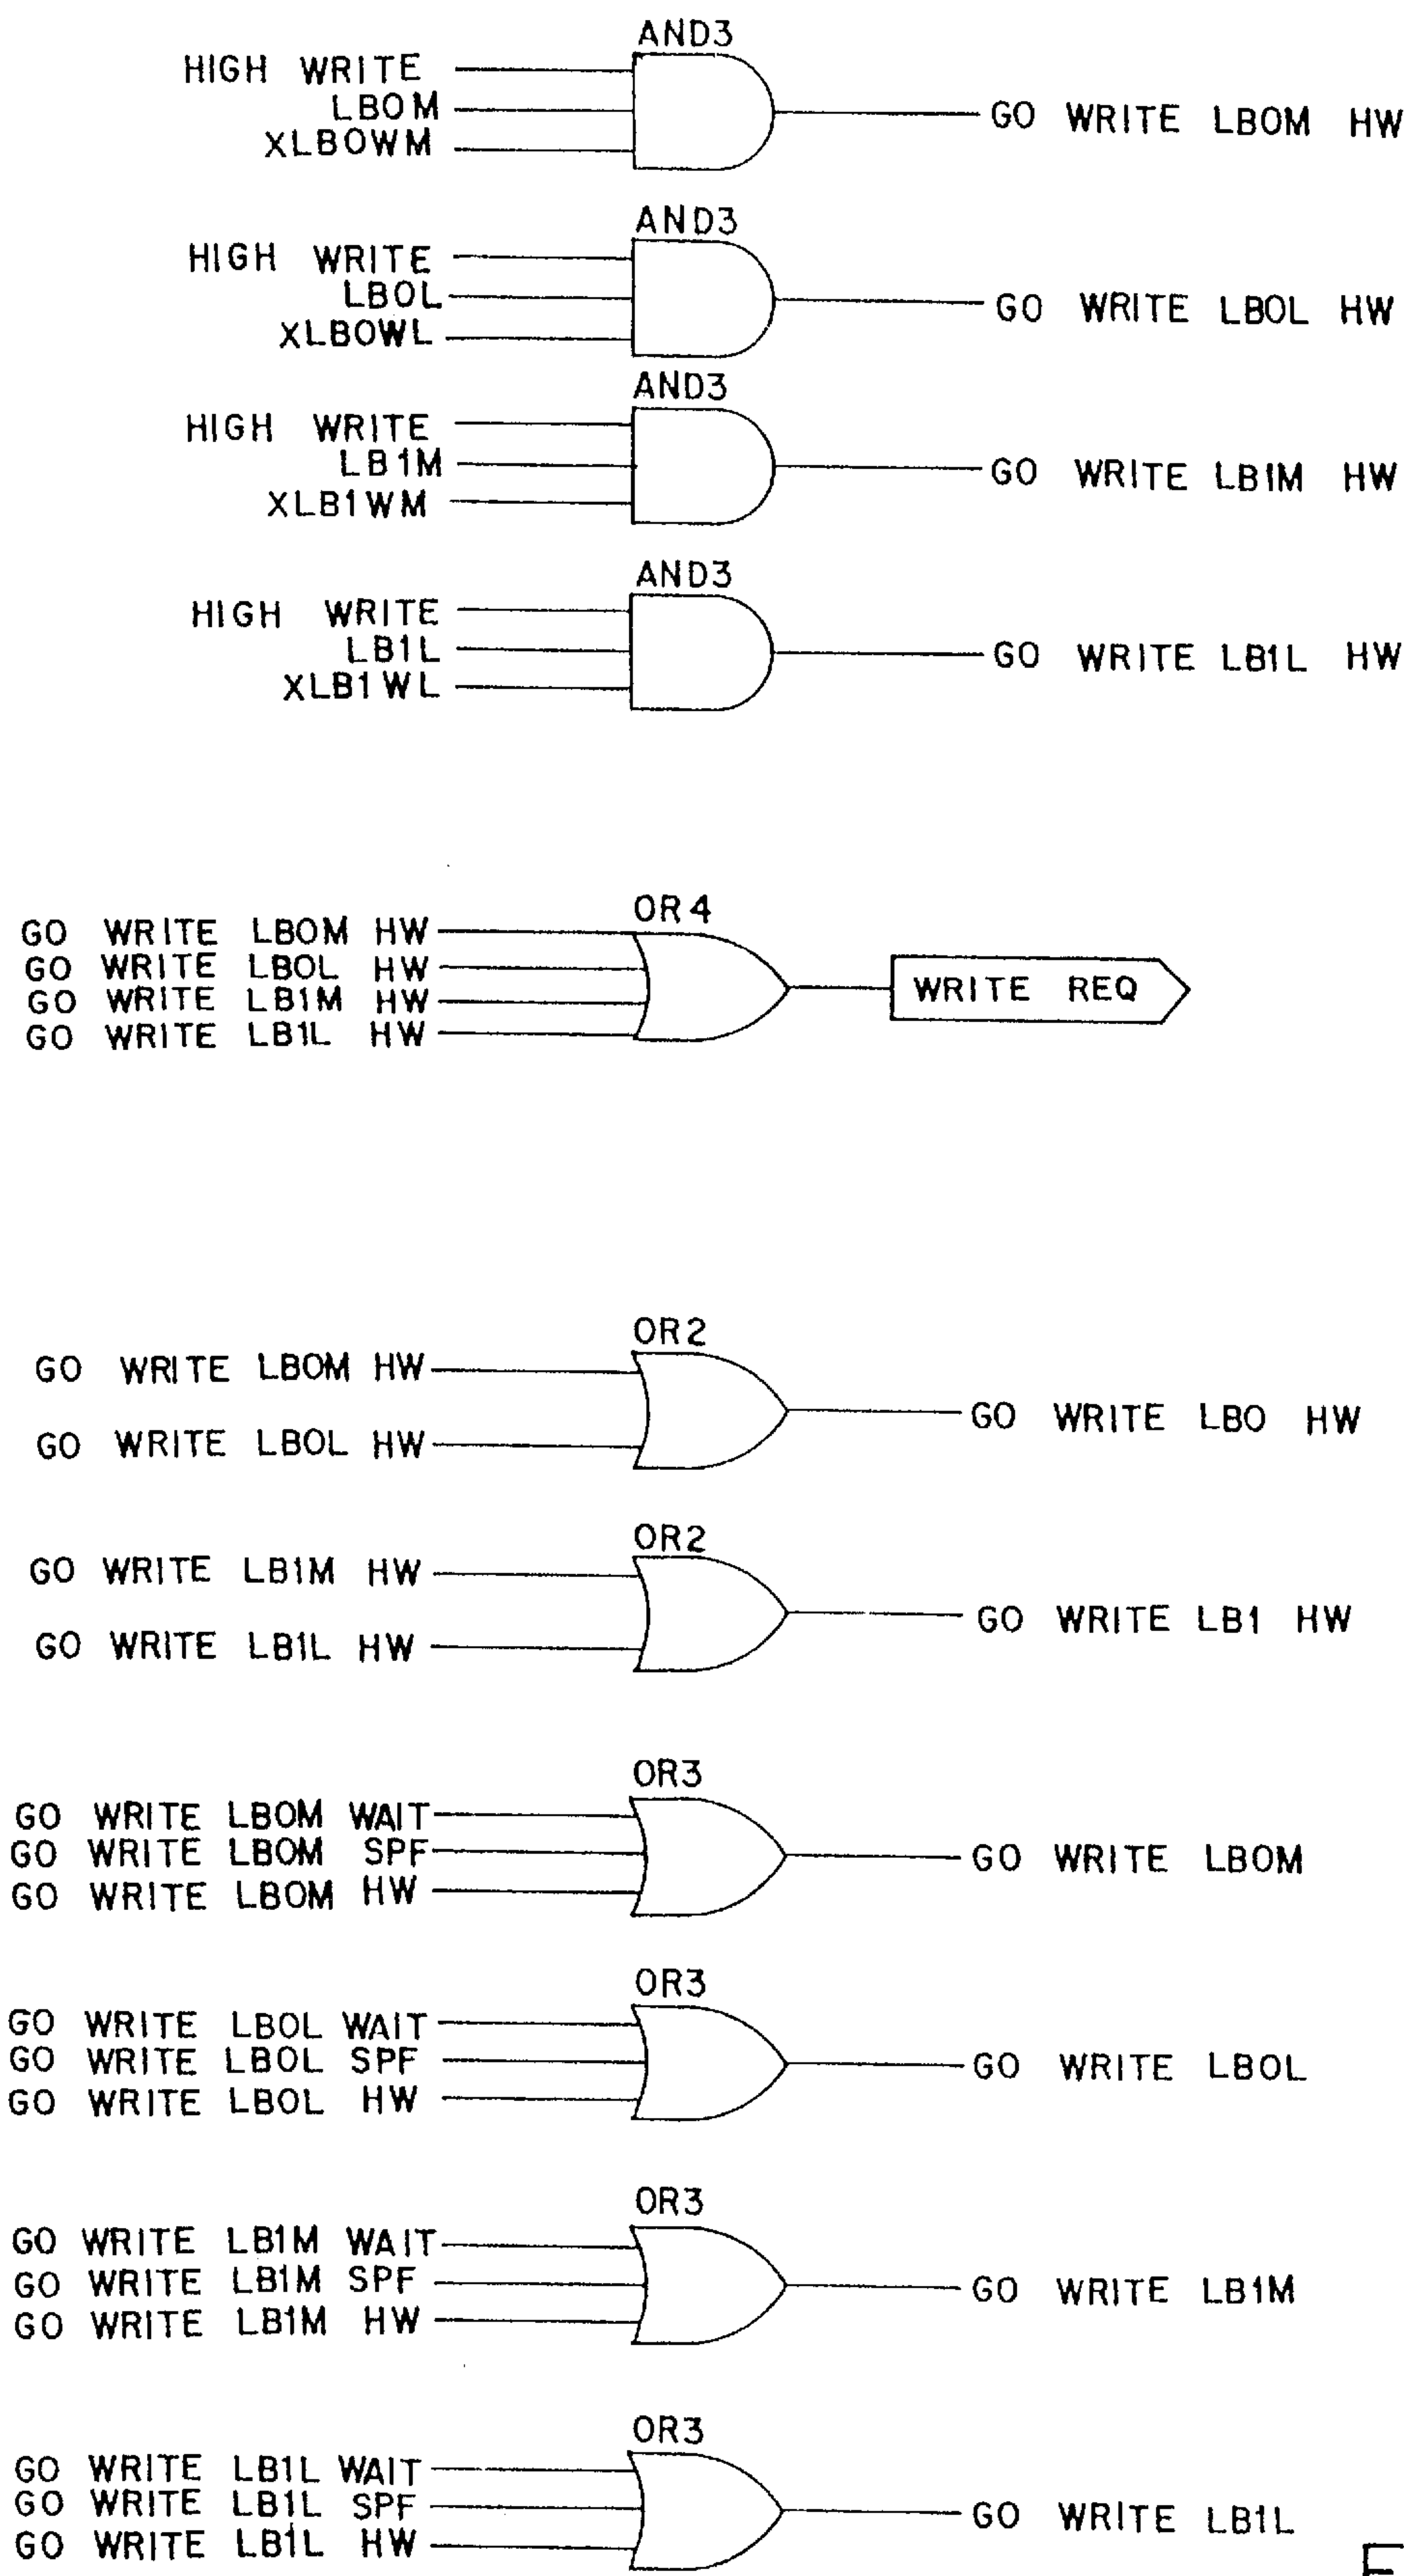 AND3
HIGH WRITE
LBOM
XLBOWM
GO WRITE LBOM HW
AND3
HIGH WRITE
LBOL
XLBOWL
GO WRITE LBOL HW
AND3
HIGH WRITE
LB1M
XLB1WM
GO WRITE LB1M HW
AND3
HIGH WRITE
LB1L
XLB1WL
GO WRITE LB1L HW
OR4
GO WRITE LBOM HW
GO WRITE LBOL HW
GO WRITE LB1M HW
GO WRITE LB1L HW
WRITE REQ
OR2
GO WRITE LBOM HW
GO WRITE LBOL HW
GO WRITE LBO HW
OR2
GO WRITE LB1M HW
GO WRITE LB1L HW
GO WRITE LB1 HW
OR3
GO WRITE LBOM WAIT
GO WRITE LBOM SPF
GO WRITE LBOM HW
GO WRITE LBOM
OR3
GO WRITE LBOL WAIT
GO WRITE LBOL SPF
GO WRITE LBOL HW
GO WRITE LBOL
OR3
GO WRITE LB1M WAIT
GO WRITE LB1M SPF
GO WRITE LB1M HW
GO WRITE LB1M
OR3
GO WRITE LB1L WAIT
GO WRITE LB1L SPF
GO WRITE LB1L HW
GO WRITE LB1L